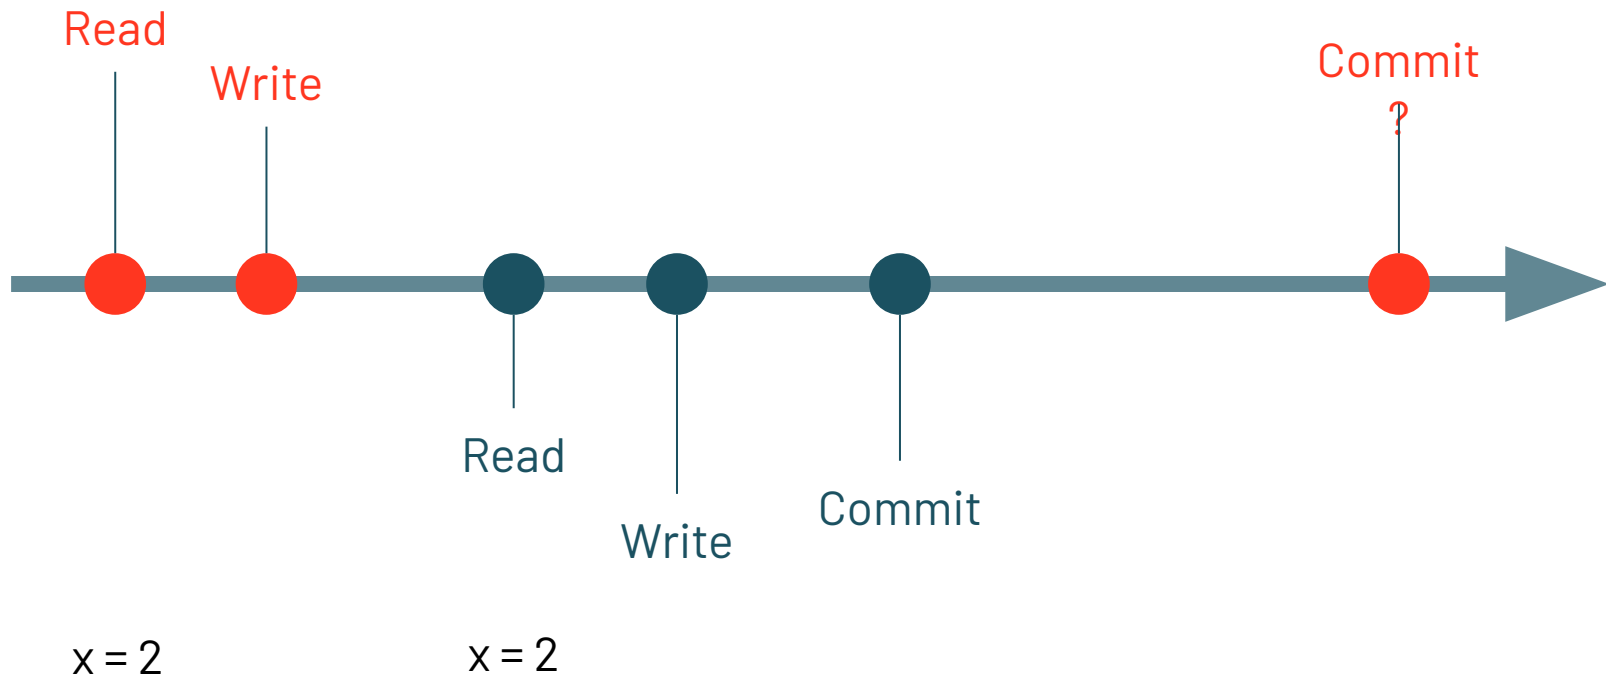 Read
Write
Commit
?
Read
Write
Commit
x = 2
x = 2